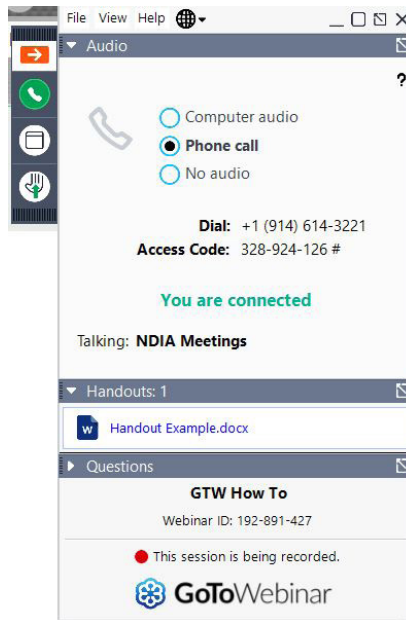 File View Help
Audio
?
Computer audio
Phone call
No audio
Dial: +1 (914) 614-3221
Access Code: 328-924-126 #
You are connected
Talking: NDIA Meetings
Handouts: 1
W Handout Example.docx
Questions
GTW How To
Webinar ID: 192-891-427
This session is being recorded.
GoToWebinar